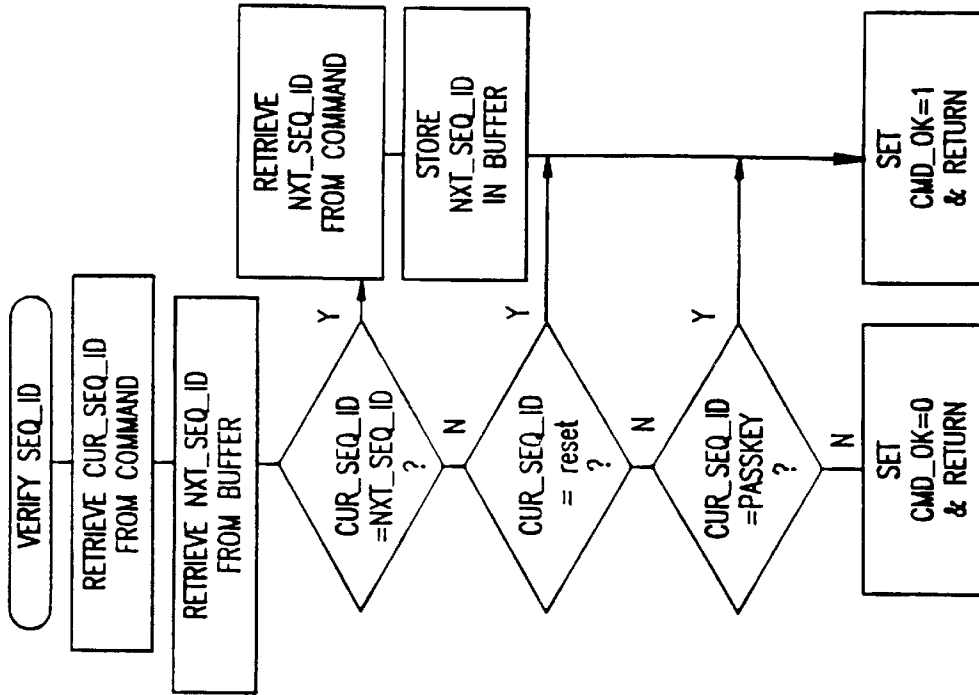 VERIFY SEQ_ID
RETRIEVE CUR_SEQ_ID
FROM COMMAND
RETRIEVE NXT_SEQ_ID
FROM BUFFER
CUR_SEQ_ID
=NXT_SEQ_ID
?
Y
N
RETRIEVE
NXT_SEQ_ID
FROM COMMAND
STORE
NXT_SEQ_ID
IN BUFFER
CUR_SEQ_ID
= reset
?
Y
N
CUR_SEQ_ID
=PASSKEY
?
Y
N
SET
CMD_OK=0
& RETURN
SET
CMD_OK=1
& RETURN